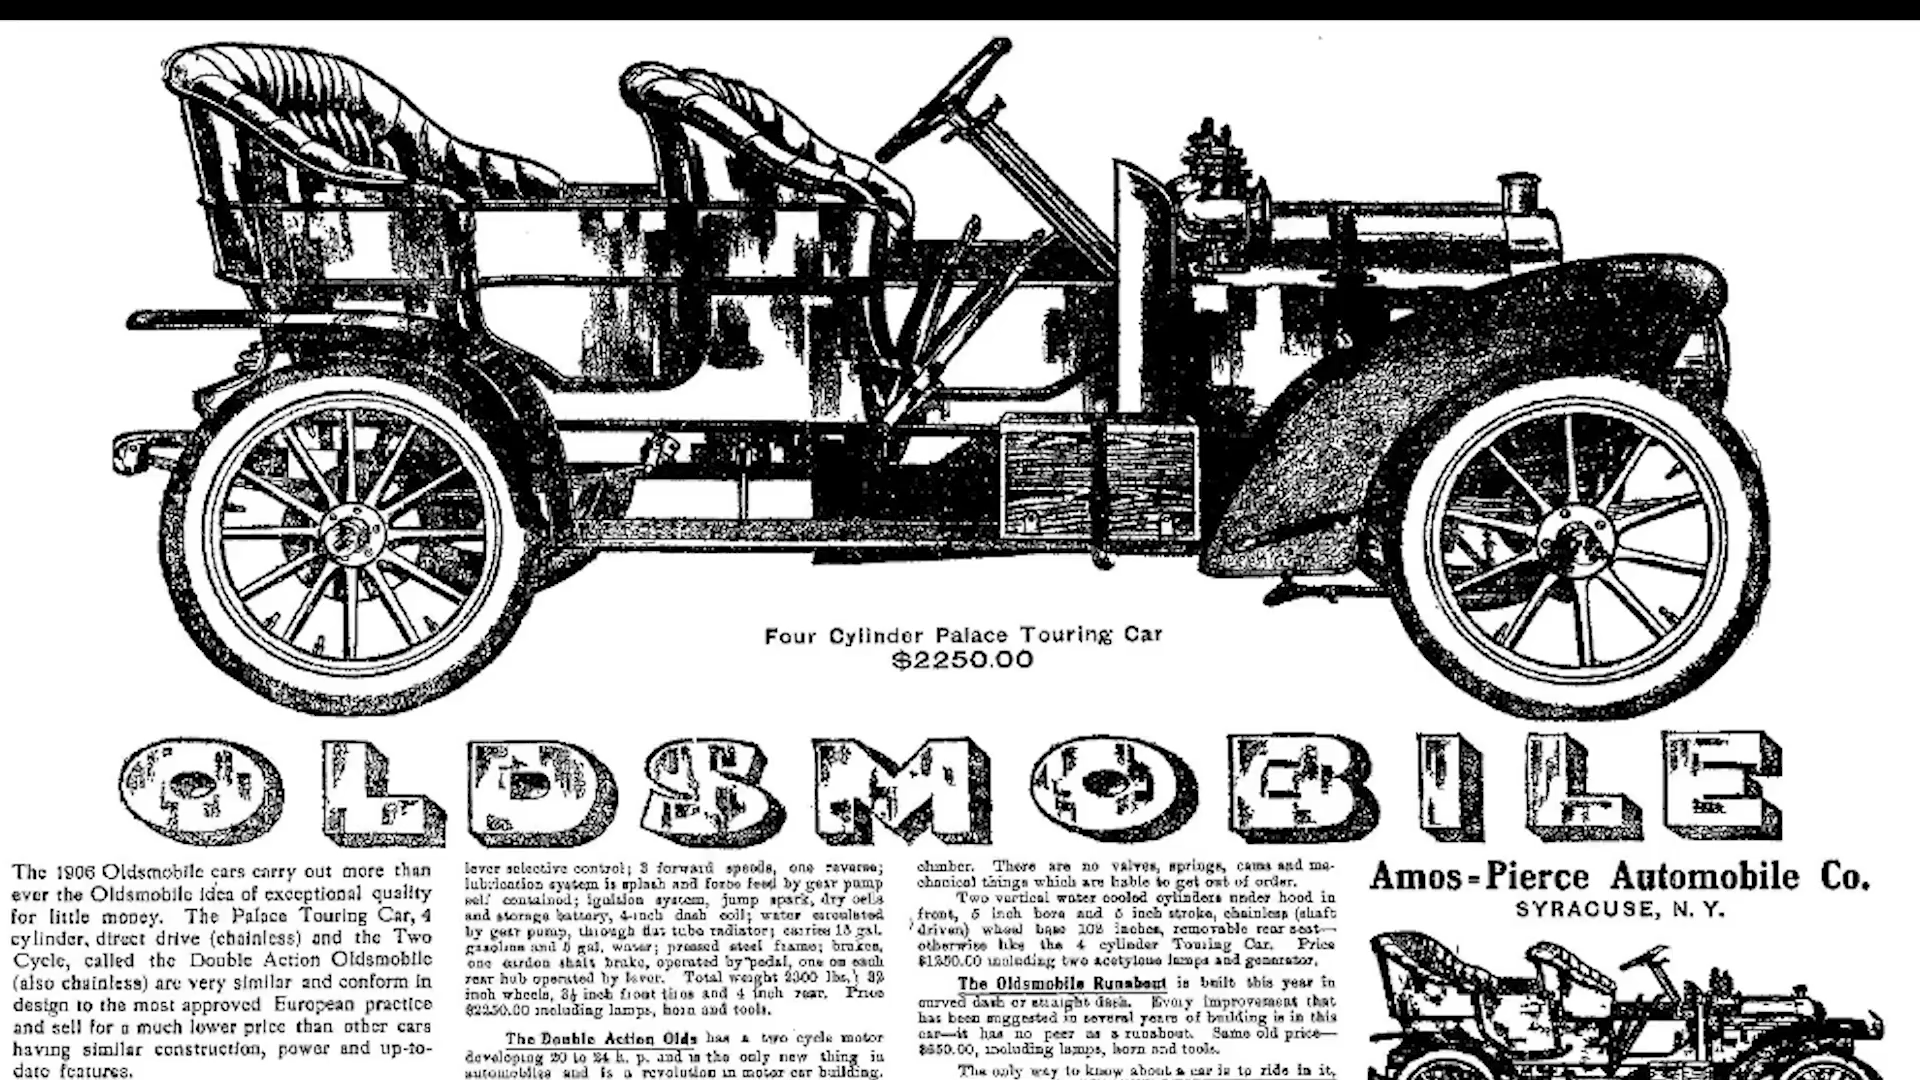 Four Cylinder Palace Touring Car
$2250.00
OLDSMOBILE
The 1906 Oldsmobile cars carry out more than
ever the Oldsmobile idea of exceptional quality
for little money. The Palace Touring Car, 4
cylinder, direct drive (chainless) and the Two
Cycle, called the Double Action Oldsmobile
(also chainless) are very similar and conform in
design to the most approved European practice
and sell for a much lower price than other cars
having similar construction, power and up-to-
date features.
lever selective control; 3 forward speeds, one reverse;
lubrication system is splash and force feed by gear pump
self contained; ignition system, jump spark, dry cells
and storage battery, 4-inch dash coil; water circulated
by gear pump, through flat tube radiator; carries 15 gal.
gasoline and 5 gal. water; pressed steel frame; brakes,
one cardon shaft brake, operated by pedal, one on each
rear hub operated by lever. Total weight 2300 lbs.; 32
inch wheels, 3½ inch front tires and 4 inch rear. Price
$2250.00 including lamps, horn and tools.
The Double Action Olds has a two cycle motor
developing 20 to 24 h. p. and is the only new thing in
automobiles and is a revolution in motor car building.
chmber. There are no valves, springs, cams and me-
chanical things which are liable to get out of order.
Two vertical water cooled cylinders under hood in
front, 5 inch bore and 5 inch stroke, chainless (shaft
driven) wheel base 102 inches, removable rear seat—
otherwise like the 4 cylinder Touring Car. Price
$1250.00 including two acetylene lamps and generator.
The Oldsmobile Runabout is built this year in
curved dash or straight dash. Every improvement that
has been suggested in several years of building is in this
car—it has no peer as a runabout. Same old price—
$650.00, including lamps, horn and tools.
The only way to know about a car is to ride in it,
Amos-Pierce Automobile Co.
SYRACUSE, N. Y.